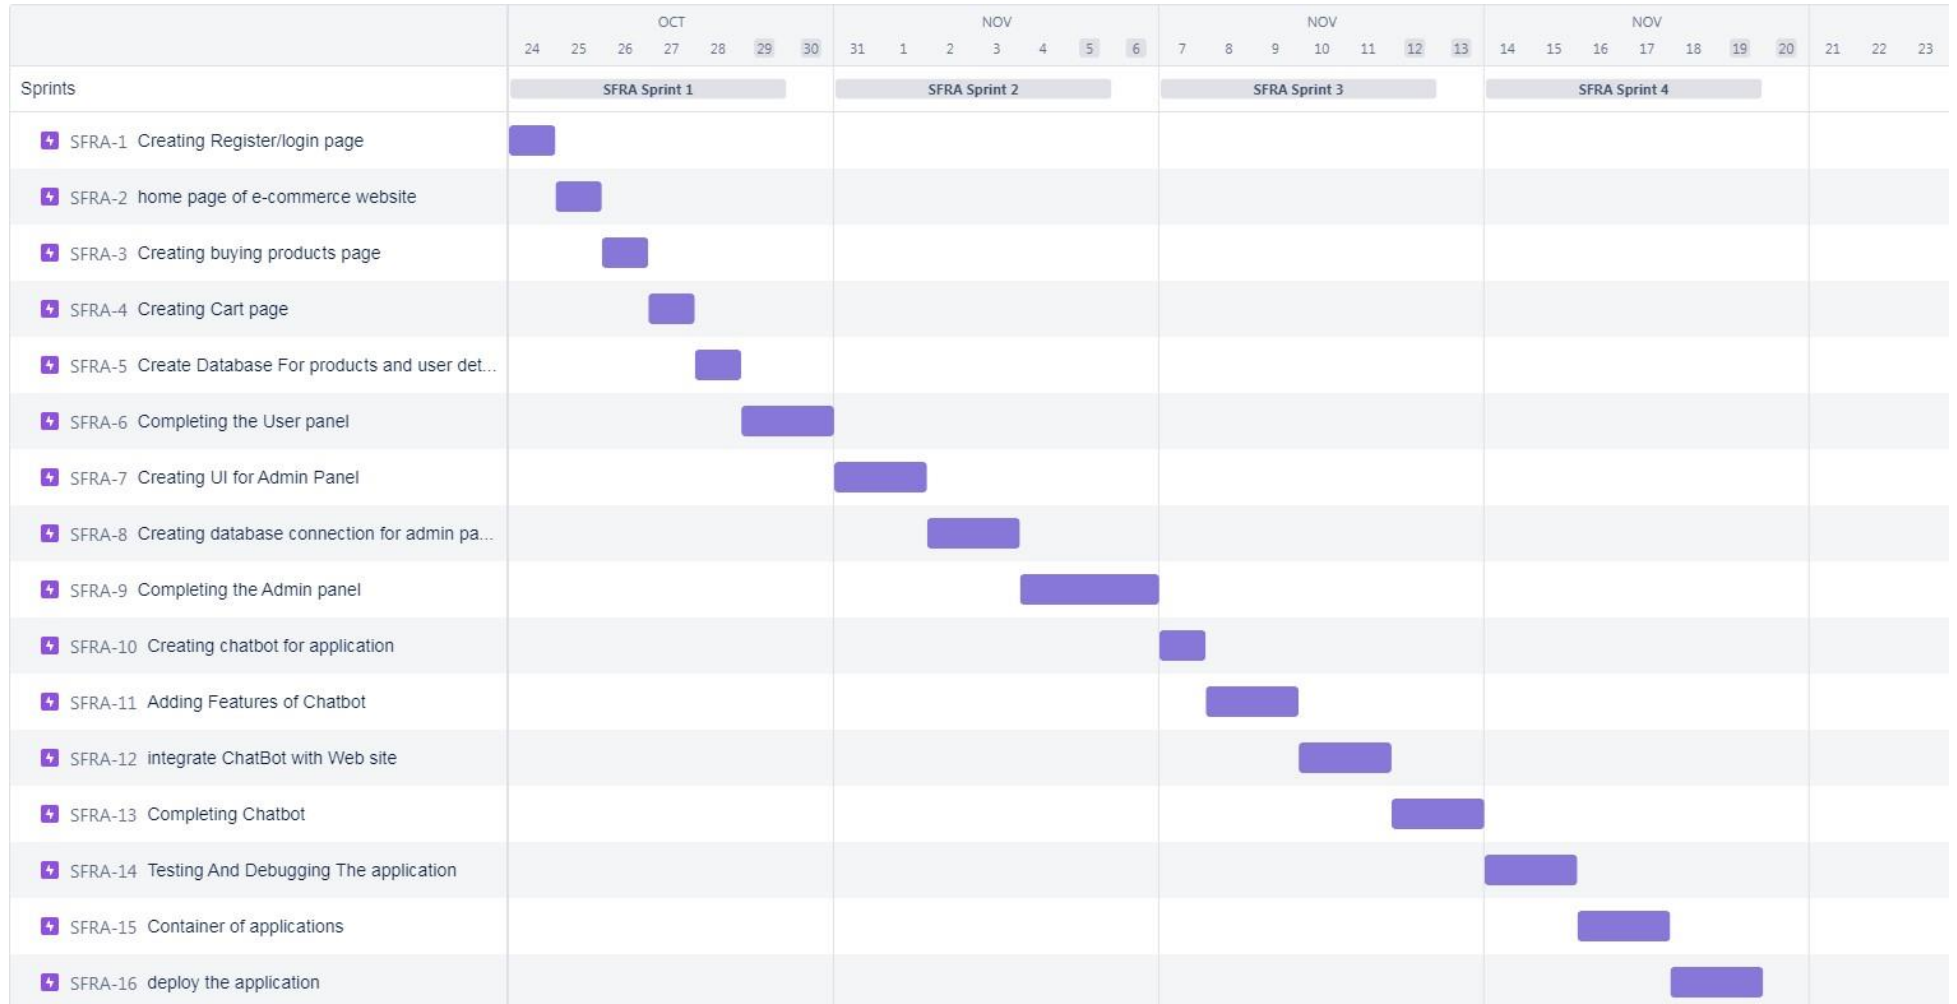 OCT NOV NOV NOV
24 25 26 27 28 29 30 31 1 2 3 4 5 6 7 8 9 10 11 12 13 14 15 16 17 18 19 20 21 22 23
Sprints SFRA Sprint 1 SFRA Sprint 2 SFRA Sprint 3 SFRA Sprint 4
SFRA-1 Creating Register/login page
SFRA-2 home page of e-commerce website
SFRA-3 Creating buying products page
SFRA-4 Creating Cart page
SFRA-5 Create Database For products and user det...
SFRA-6 Completing the User panel
SFRA-7 Creating UI for Admin Panel
SFRA-8 Creating database connection for admin pa...
SFRA-9 Completing the Admin panel
SFRA-10 Creating chatbot for application
SFRA-11 Adding Features of Chatbot
SFRA-12 integrate ChatBot with Web site
SFRA-13 Completing Chatbot
SFRA-14 Testing And Debugging The application
SFRA-15 Container of applications
SFRA-16 deploy the application